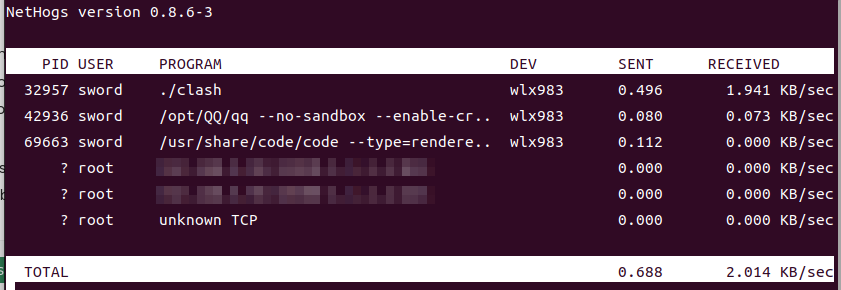 NetHogs version 0.8.6-3
PID USER PROGRAM DEV SENT RECEIVED
32957 sword ./clash wlx983 0.496 1.941 KB/sec
42936 sword /opt/QQ/qq --no-sandbox --enable-cr.. wlx983 0.080 0.073 KB/sec
69663 sword /usr/share/code/code --type=rendere.. wlx983 0.112 0.000 KB/sec
? root 0.000 0.000 KB/sec
? root 0.000 0.000 KB/sec
? root unknown TCP 0.000 0.000 KB/sec
TOTAL 0.688 2.014 KB/sec